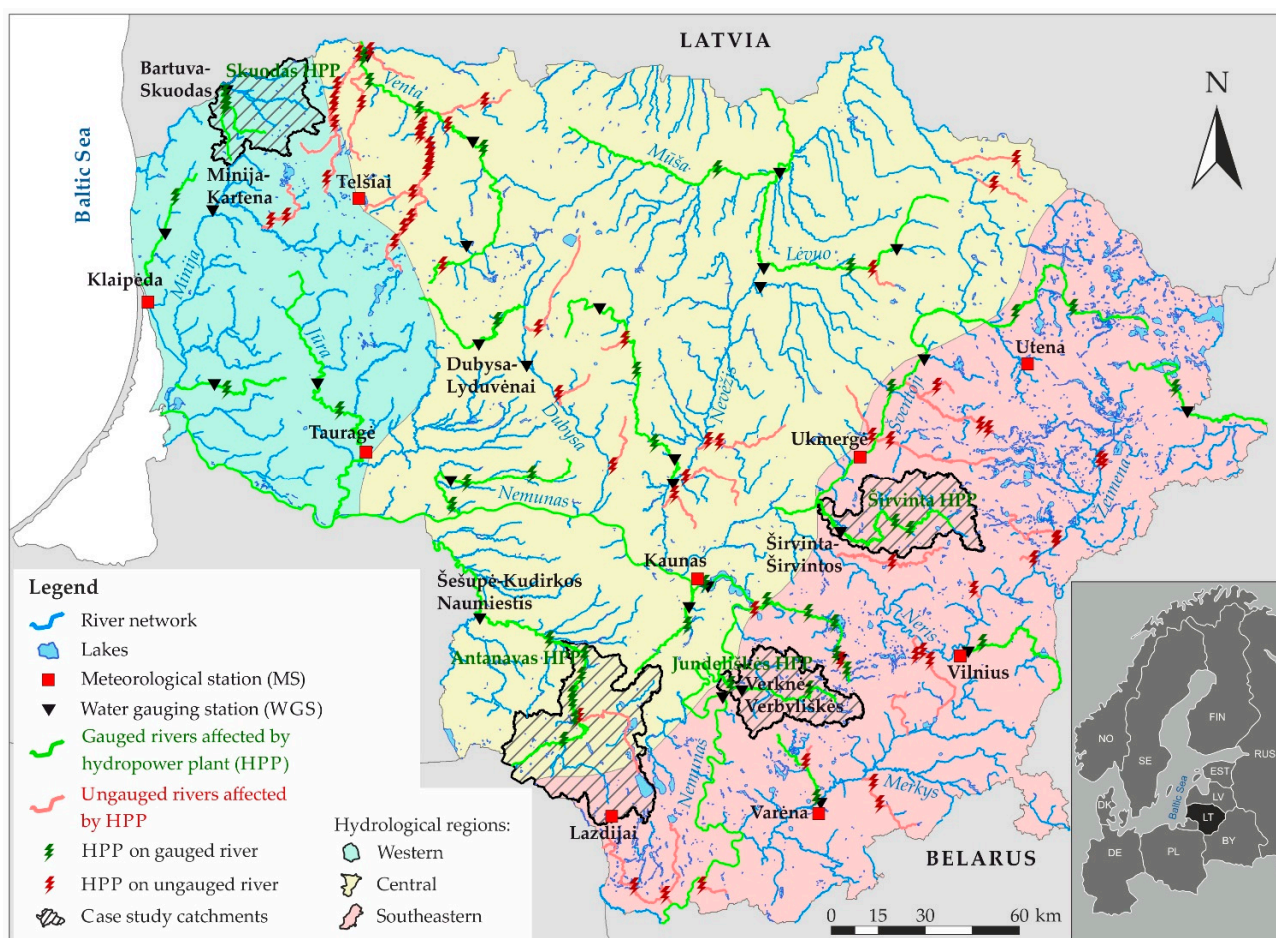 LATVIA
Bartuva-
Skuodas
Skuodas HPP
Venta
N
Baltic Sea
Mūša
Minija-
Kartena
Telšiai
Lėvuo
Klaipėda
Minija
Jūra
Dubysa-
Lyduvėnai
Utena
Nevėžis
Šventoji
Dubysa
Tauragė
Ukmergė
Žeimena
Nemunas
Širvinta HPP
Širvinta-
Širvintos
Kaunas
Šešupė-Kudirkos
Naumiestis
Neris
Antanavas HPP
Jundeliškės HPP
Vilnius
Verknė-
Verbyliškės
Nemunas
Merkys
Varėna
Lazdijai
BELARUS
Legend
River network
Lakes
Meteorological station (MS)
Water gauging station (WGS)
Gauged rivers affected by
hydropower plant (HPP)
Ungauged rivers affected
by HPP
HPP on gauged river
HPP on ungauged river
Case study catchments
Hydrological regions:
Western
Central
Southeastern
0 15 30 60 km
NO
SE
FIN
RUS
EST
LV
DK
Baltic Sea
LT
BY
DE
PL